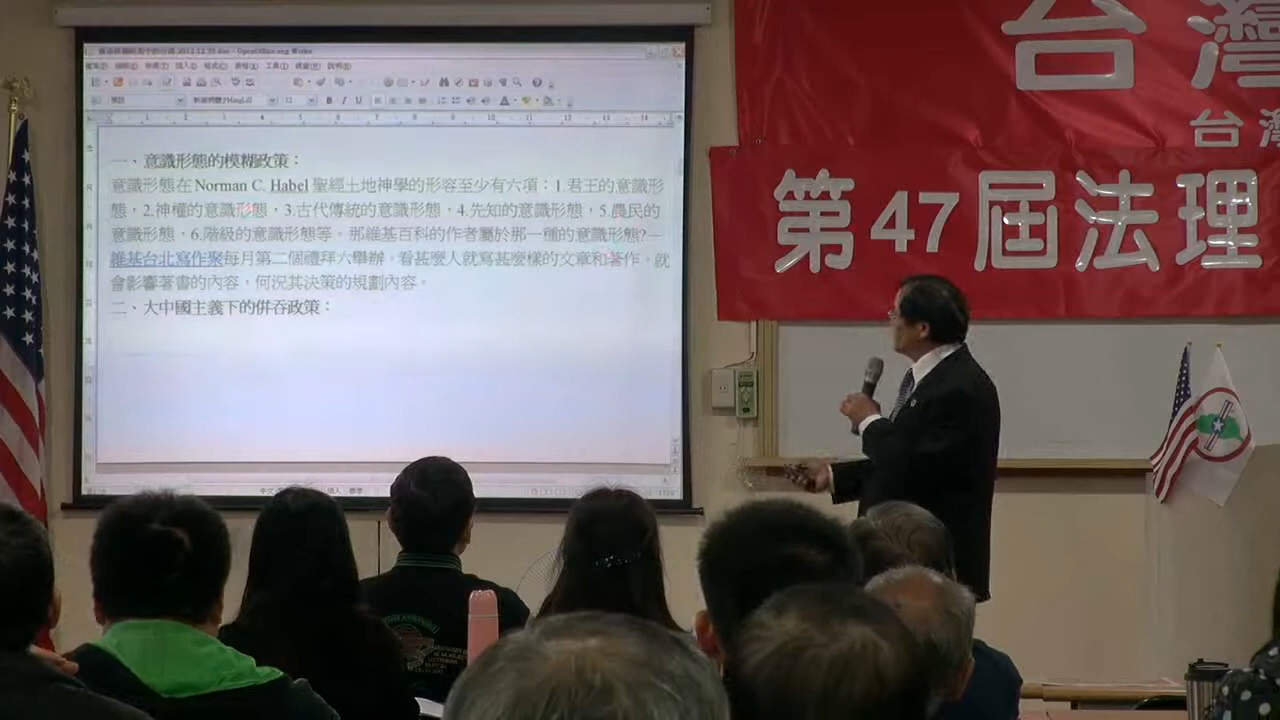 台灣
台灣
第47屆法理
一、意識形態的模糊政策：
意識形態在 Norman C. Habel 聖經土地神學的形容至少有六項：1.君王的意識形
態，2.神權的意識形態，3.古代傳統的意識形態，4.先知的意識形態，5.農民的
意識形態，6.階級的意識形態等。那維基百科的作者屬於那一種的意識形態?—
維基台北寫作聚每月第二個禮拜六舉辦，看甚麼人就寫甚麼樣的文章和著作。就
會影響著書的內容，何況其決策的規劃內容。
二、大中國主義下的併吞政策：